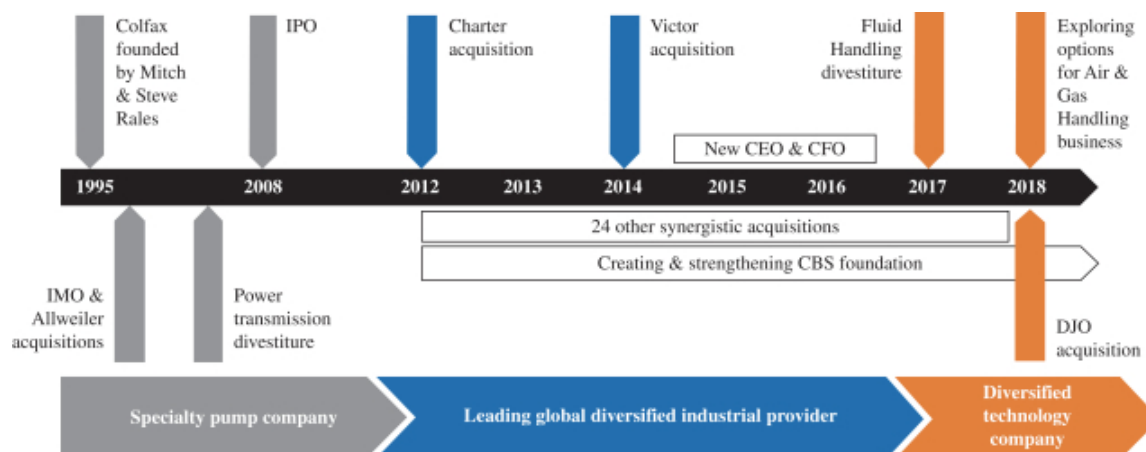 Colfax
founded
by Mitch
& Steve
Rales
IPO
Charter
acquisition
Victor
acquisition
Fluid
Handling
divestiture
Exploring
options
for Air &
Gas
Handling
business
New CEO & CFO
1995 2008 2012 2013 2014 2015 2016 2017 2018
24 other synergistic acquisitions
Creating & strengthening CBS foundation
IMO &
Allweiler
acquisitions
Power
transmission
divestiture
DJO
acquisition
Specialty pump company
Leading global diversified industrial provider
Diversified
technology
company